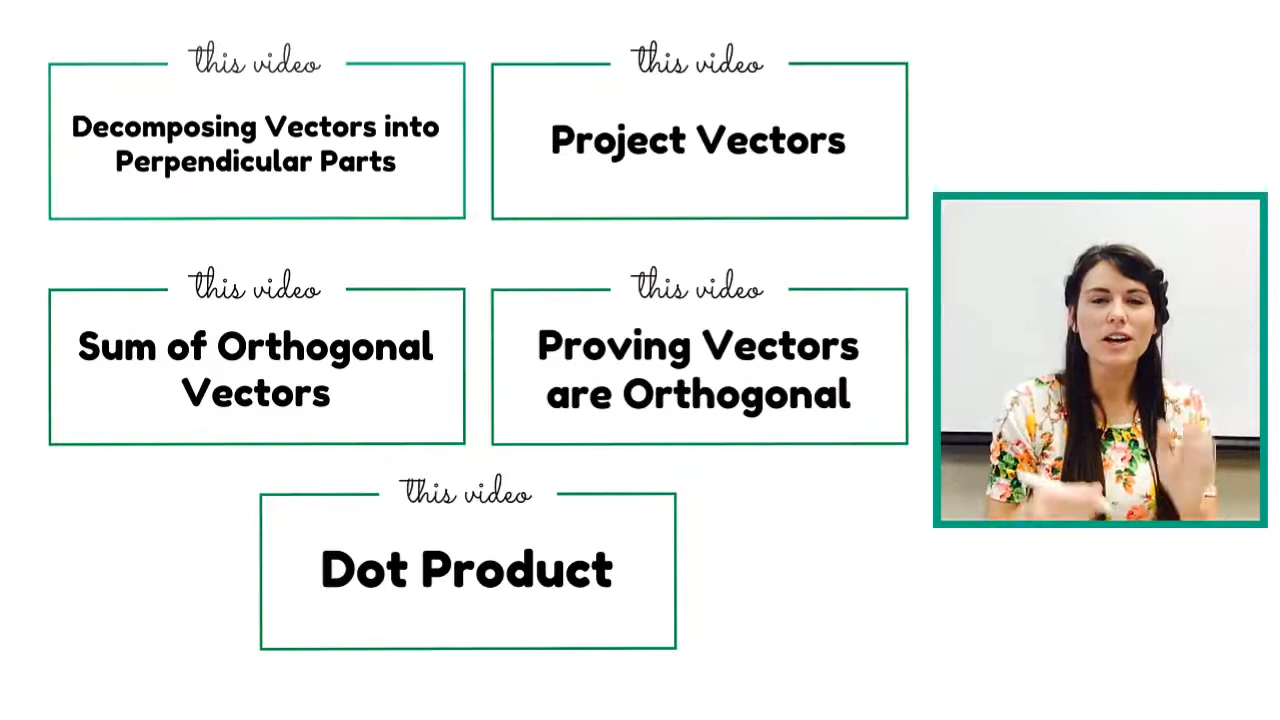 this video
Decomposing Vectors into
Perpendicular Parts
this video
Project Vectors
this video
Sum of Orthogonal
Vectors
this video
Proving Vectors
are Orthogonal
this video
Dot Product